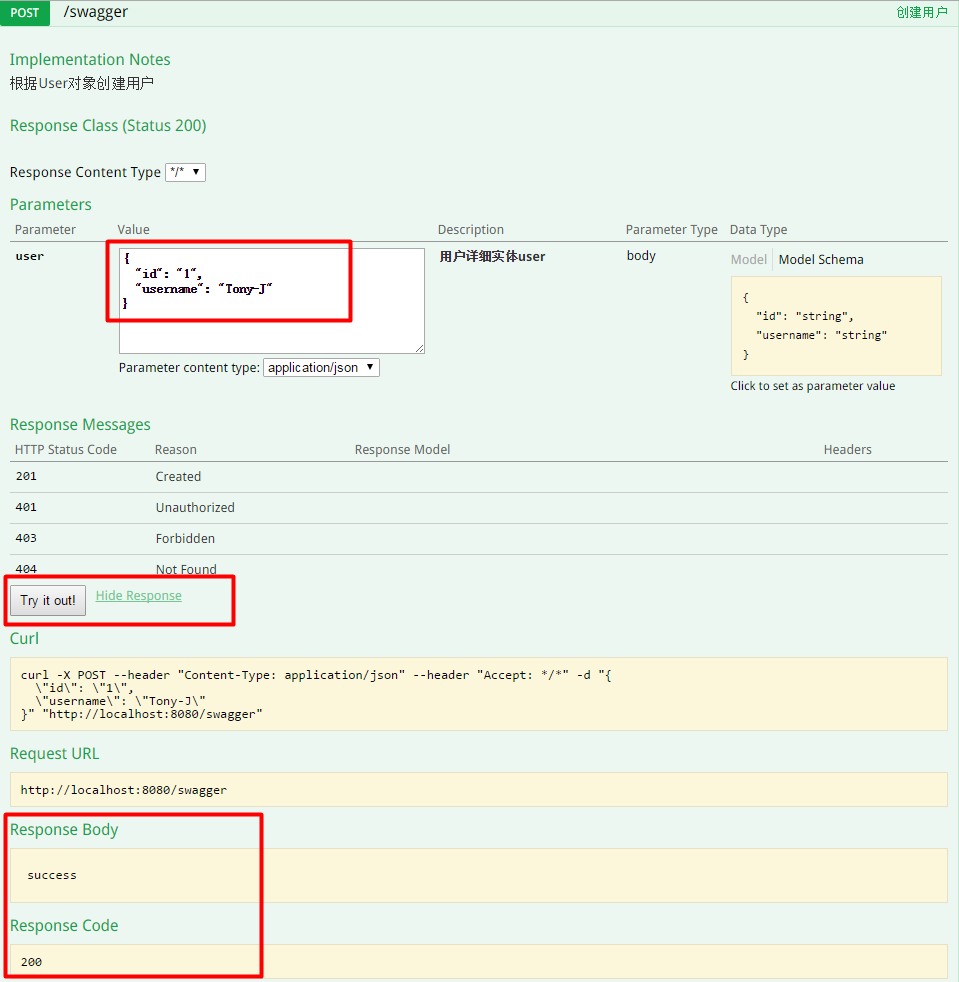 POST /swagger 创建用户
Implementation Notes
根据User对象创建用户
Response Class (Status 200)
Response Content Type */*
Parameters
Parameter Value Description Parameter Type Data Type
user 用户详细实体user body Model Model Schema
{
"id": "1",
"username": "Tony-J"
}
Parameter content type: application/json
{
"id": "string",
"username": "string"
}
Click to set as parameter value
Response Messages
HTTP Status Code Reason Response Model Headers
201 Created
401 Unauthorized
403 Forbidden
404 Not Found
Try it out! Hide Response
Curl
curl -X POST --header "Content-Type: application/json" --header "Accept: */*" -d "{
\"id\": \"1\",
\"username\": \"Tony-J\"
}" "http://localhost:8080/swagger"
Request URL
http://localhost:8080/swagger
Response Body
success
Response Code
200